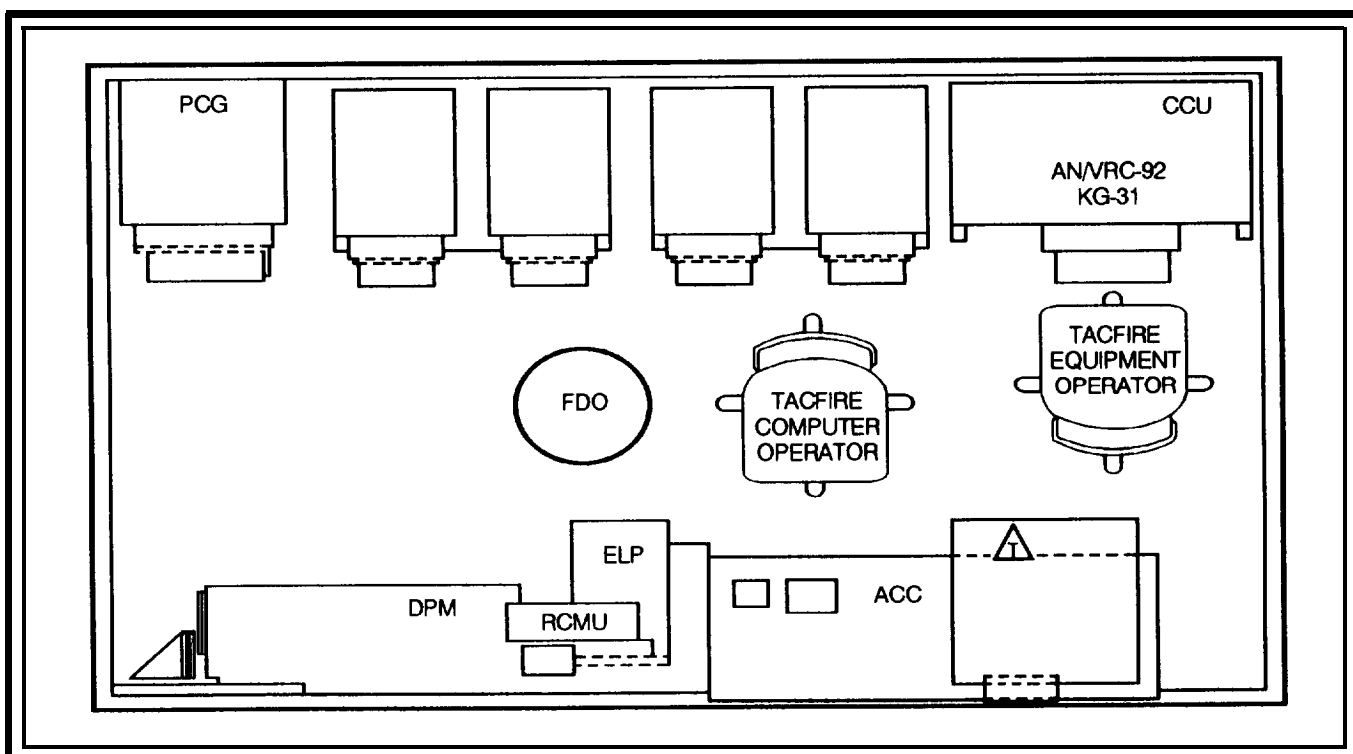 PCG
CCU
AN/VRC-92
KG-31
TACFIRE
EQUIPMENT
OPERATOR
FDO
TACFIRE
COMPUTER
OPERATOR
ELP
T
DPM
RCMU
ACC